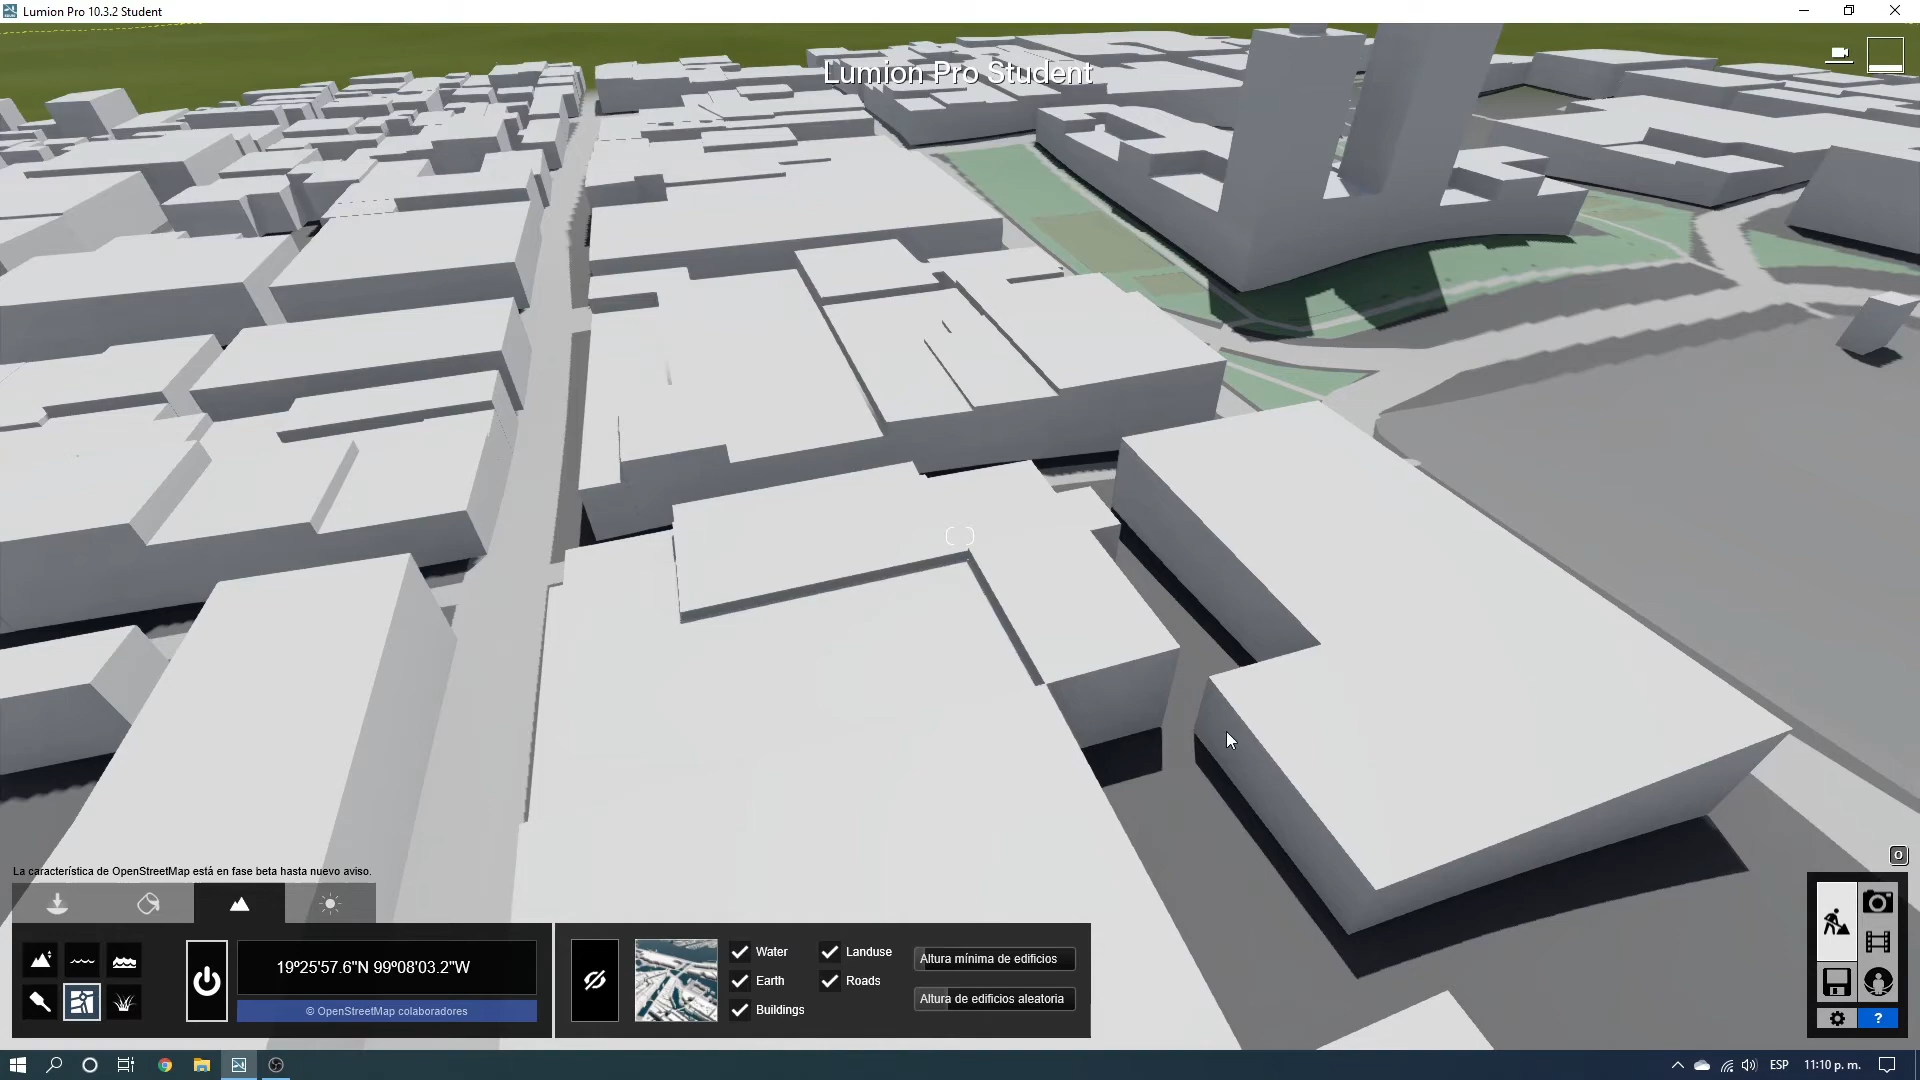 Lumion Pro 10.3.2 Student
Lumion Pro Student
La característica de OpenStreetMap está en fase beta hasta nuevo aviso.
19º25'57.6"N 99º08'03.2"W
© OpenStreetMap colaboradores
Water
Landuse
Earth
Roads
Buildings
Altura mínima de edificios
Altura de edificios aleatoria
O
?
ESP
11:10 p. m.